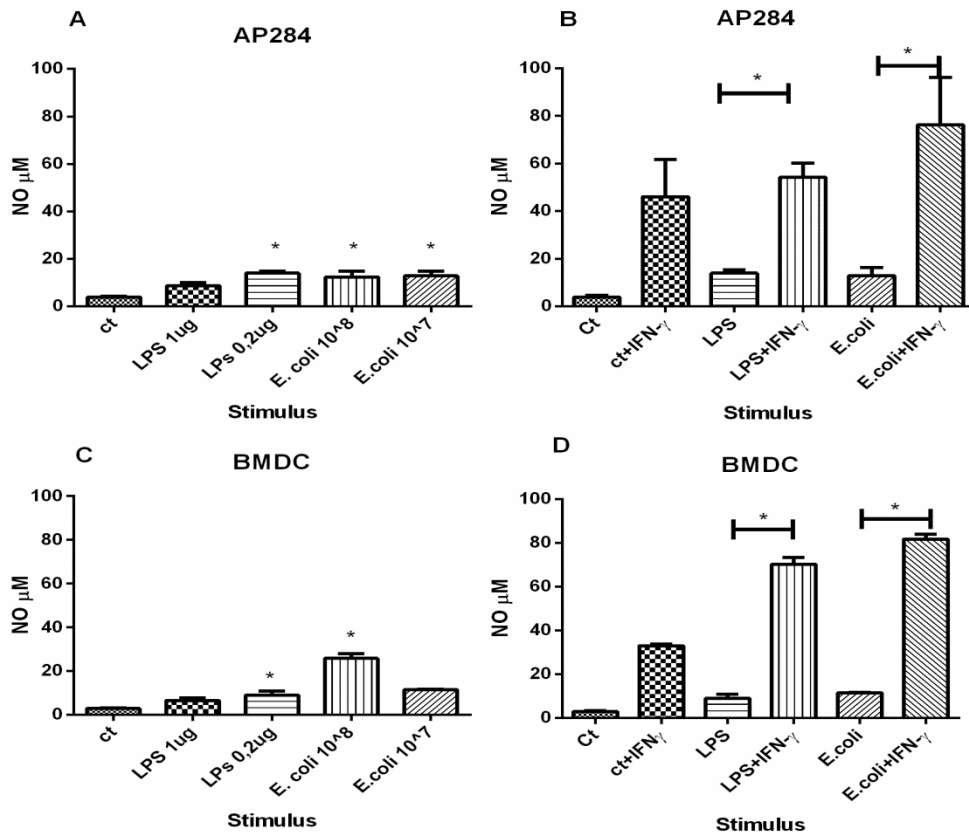 A
AP284
NO μM
100
80
60
40
20
0
*
*
*
ct
LPS 1ug
LPs 0,2ug
E. coli 10^8
E.coli 10^7
Stimulus
B
AP284
NO μM
100
80
60
40
20
0
*
*
Ct
ct+IFN-γ
LPS
LPS+IFN-γ
E.coli
E.coli+IFN-γ
Stimulus
C
BMDC
NO μM
100
80
60
40
20
0
*
*
ct
LPS 1ug
LPs 0,2ug
E. coli 10^8
E.coli 10^7
Stimulus
D
BMDC
NO μM
100
80
60
40
20
0
*
*
Ct
ct+IFNγ
LPS
LPS+IFN-γ
E.coli
E.coli+IFN-γ
Stimulus